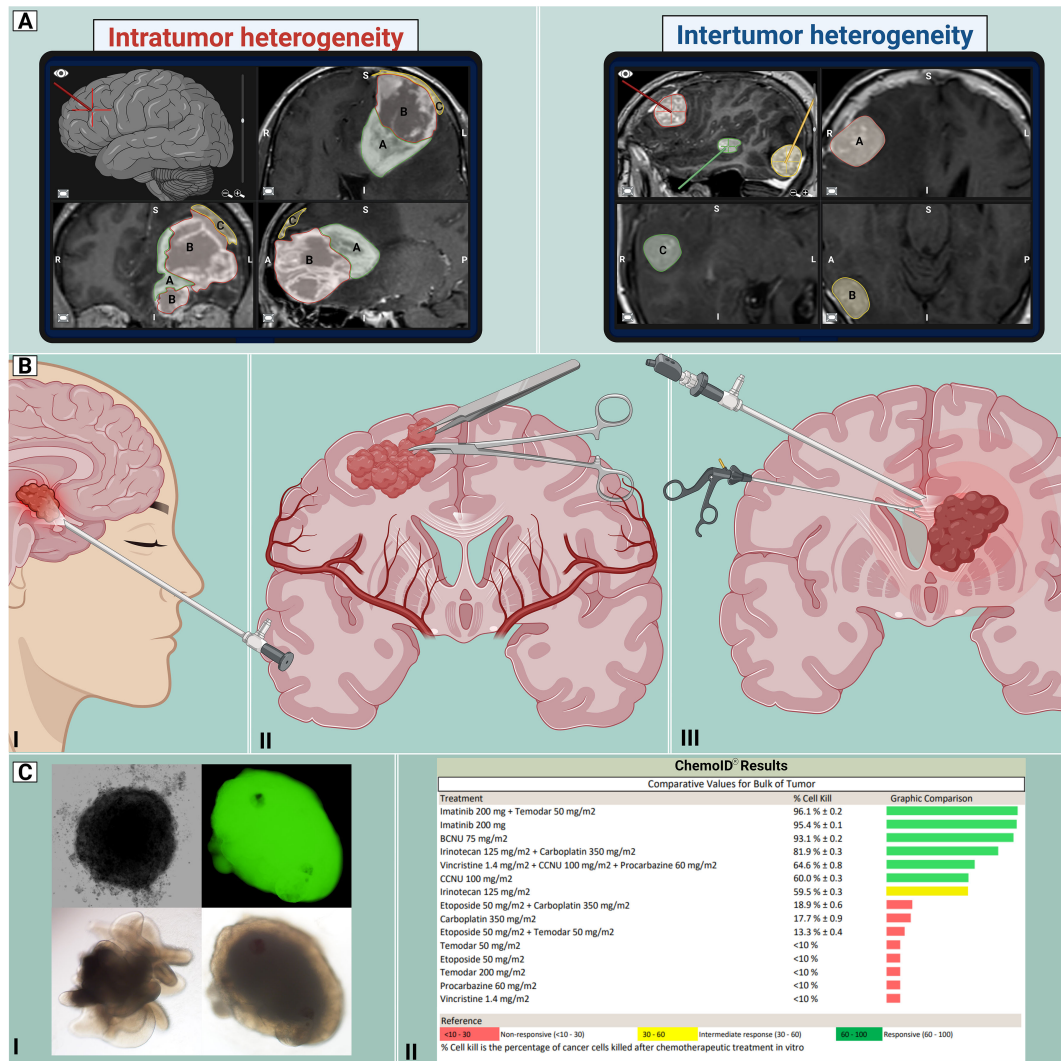 A
Intratumor heterogeneity
Intertumor heterogeneity
S
B
C
R
L
A
I
S
C
B
R
L
A
B
I
S
C
A
B
A
P
I
S
R
A
L
I
S
C
R
L
I
S
A
P
B
I
B
I
II
III
C
I
II
ChemoID® Results
Comparative Values for Bulk of Tumor
Treatment % Cell Kill Graphic Comparison
Imatinib 200 mg + Temodar 50 mg/m2 96.1 % ± 0.2
Imatinib 200 mg 95.4 % ± 0.1
BCNU 75 mg/m2 93.1 % ± 0.2
Irinotecan 125 mg/m2 + Carboplatin 350 mg/m2 81.9 % ± 0.3
Vincristine 1.4 mg/m2 + CCNU 100 mg/m2 + Procarbazine 60 mg/m2 64.6 % ± 0.8
CCNU 100 mg/m2 60.0 % ± 0.3
Irinotecan 125 mg/m2 59.5 % ± 0.3
Etoposide 50 mg/m2 + Carboplatin 350 mg/m2 18.9 % ± 0.6
Carboplatin 350 mg/m2 17.7 % ± 0.9
Etoposide 50 mg/m2 + Temodar 50 mg/m2 13.3 % ± 0.4
Temodar 50 mg/m2 <10 %
Etoposide 50 mg/m2 <10 %
Temodar 200 mg/m2 <10 %
Procarbazine 60 mg/m2 <10 %
Vincristine 1.4 mg/m2 <10 %
Reference
<10 - 30 Non-responsive (<10 - 30) 30 - 60 Intermediate response (30 - 60) 60 - 100 Responsive (60 - 100)
% Cell kill is the percentage of cancer cells killed after chemotherapeutic treatment in vitro